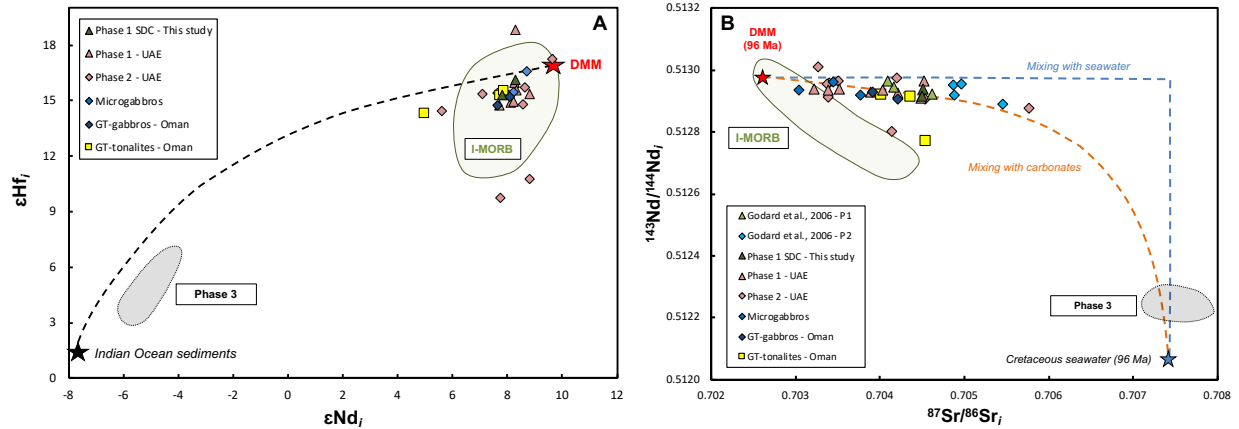 A
Phase 1 SDC - This study
Phase 1 - UAE
Phase 2 - UAE
Microgabbros
GT-gabbros - Oman
GT-tonalites - Oman
DMM
I-MORB
Phase 3
Indian Ocean sediments
εHfi
18
15
12
9
6
3
0
-8 -6 -4 -2 0 2 4 6 8 10 12
εNdi
B
DMM
(96 Ma)
Mixing with seawater
I-MORB
Mixing with carbonates
Godard et al., 2006 - P1
Godard et al., 2006 - P2
Phase 1 SDC - This study
Phase 1 - UAE
Phase 2 - UAE
Microgabbros
GT-gabbros - Oman
GT-tonalites - Oman
Phase 3
Cretaceous seawater (96 Ma)
143Nd/144Ndi
0.5132
0.5130
0.5128
0.5126
0.5124
0.5122
0.5120
0.702 0.703 0.704 0.705 0.706 0.707 0.708
87Sr/86Sri